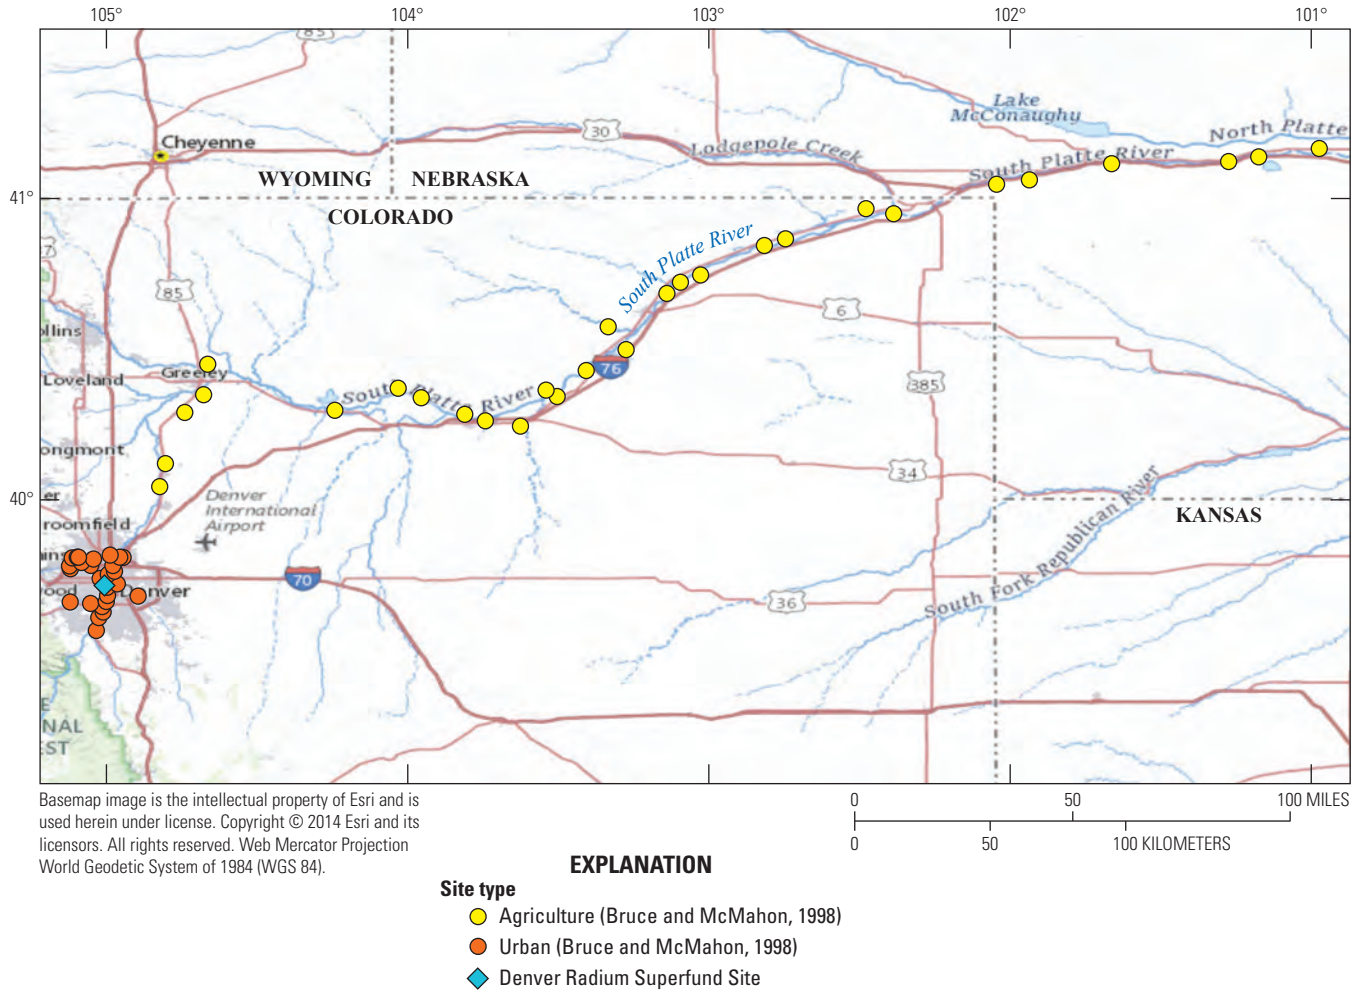 105° 104° 103° 102° 101°
85
30
Cheyenne
Lake
McConaughy
North Platte
Lodgepole Creek
South Platte River
WYOMING NEBRASKA
41°
COLORADO
South Platte River
85
6
ollins
76
Greeley
Loveland
385
South Platte River
ongmont
34
er
40°
Denver
International
Airport
KANSAS
roomfield
ins
70
ood
Denver
36
South Fork Republican River
E
NAL
EST
Basemap image is the intellectual property of Esri and is
used herein under license. Copyright © 2014 Esri and its
licensors. All rights reserved. Web Mercator Projection
World Geodetic System of 1984 (WGS 84).
0 50 100 MILES
0 50 100 KILOMETERS
EXPLANATION
Site type
Agriculture (Bruce and McMahon, 1998)
Urban (Bruce and McMahon, 1998)
Denver Radium Superfund Site